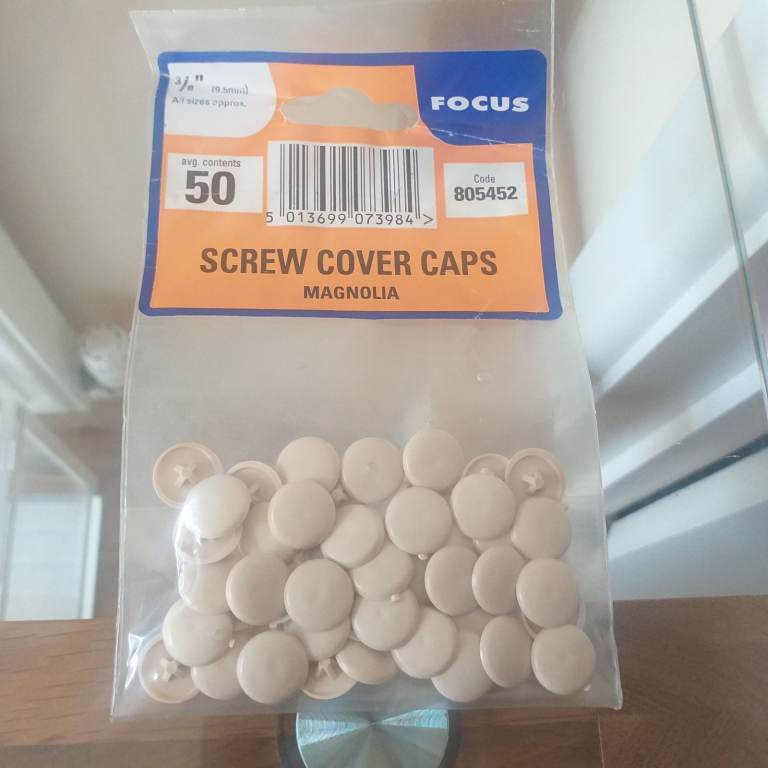 3/8" (9.5mm)
All sizes approx.
FOCUS
avg. contents
50
5 013699 073984 >
Code
805452
SCREW COVER CAPS
MAGNOLIA